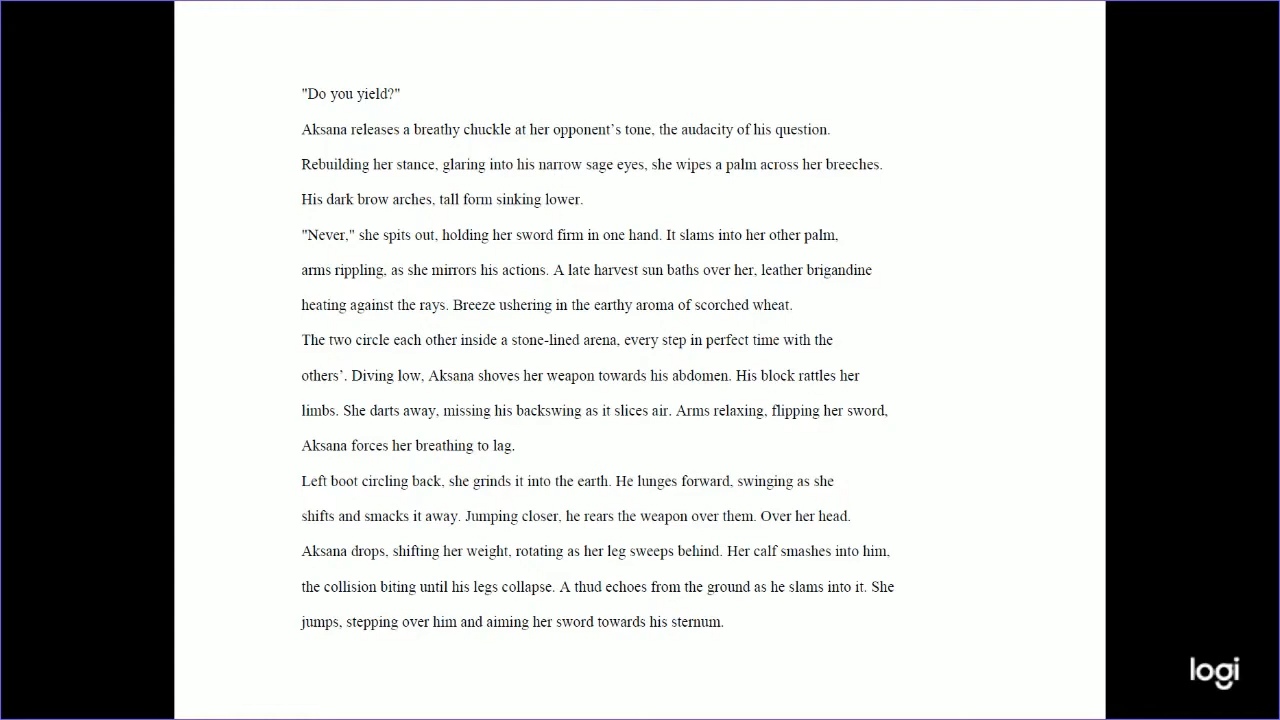 "Do you yield?"
Aksana releases a breathy chuckle at her opponent’s tone, the audacity of his question.
Rebuilding her stance, glaring into his narrow sage eyes, she wipes a palm across her breeches.
His dark brow arches, tall form sinking lower.
"Never," she spits out, holding her sword firm in one hand. It slams into her other palm,
arms rippling, as she mirrors his actions. A late harvest sun baths over her, leather brigandine
heating against the rays. Breeze ushering in the earthy aroma of scorched wheat.
The two circle each other inside a stone-lined arena, every step in perfect time with the
others’. Diving low, Aksana shoves her weapon towards his abdomen. His block rattles her
limbs. She darts away, missing his backswing as it slices air. Arms relaxing, flipping her sword,
Aksana forces her breathing to lag.
Left boot circling back, she grinds it into the earth. He lunges forward, swinging as she
shifts and smacks it away. Jumping closer, he rears the weapon over them. Over her head.
Aksana drops, shifting her weight, rotating as her leg sweeps behind. Her calf smashes into him,
the collision biting until his legs collapse. A thud echoes from the ground as he slams into it. She
jumps, stepping over him and aiming her sword towards his sternum.
logi